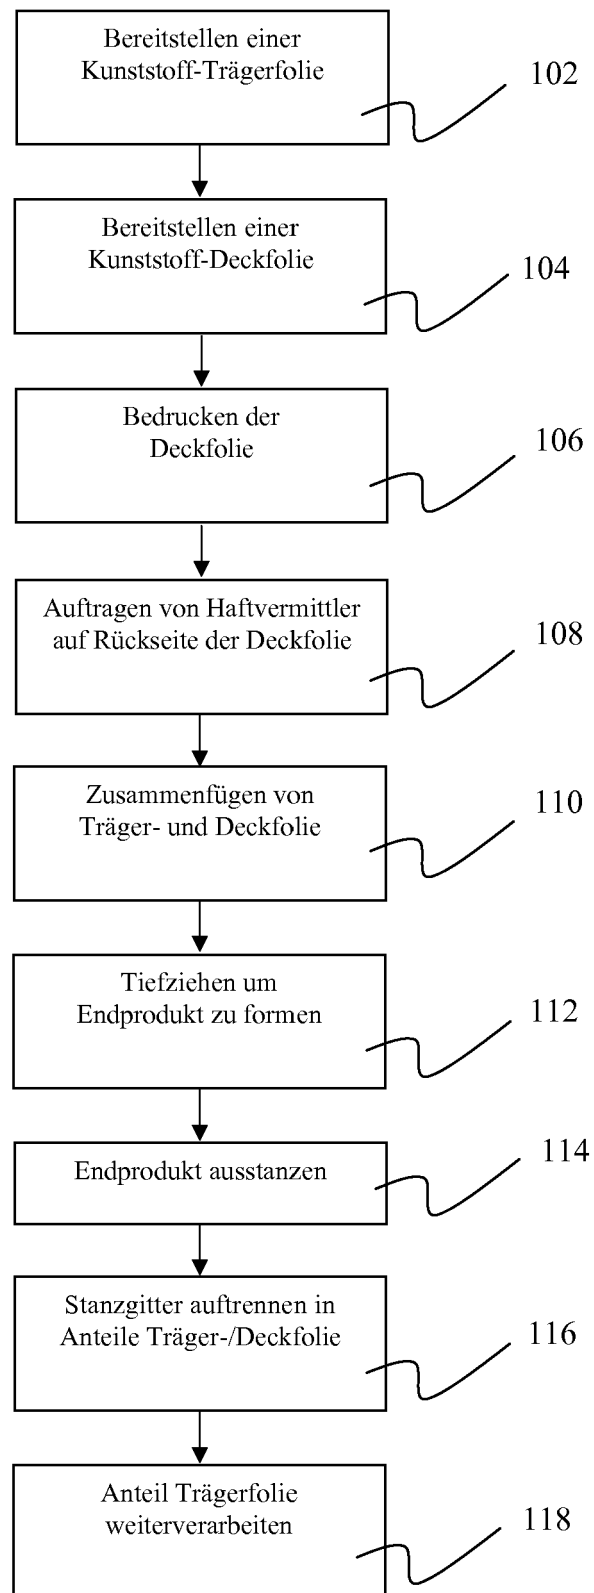 Bereitstellen einer
Kunststoff-Trägerfolie
102
Bereitstellen einer
Kunststoff-Deckfolie
104
Bedrucken der
Deckfolie
106
Auftragen von Haftvermittler
auf Rückseite der Deckfolie
108
Zusammenfügen von
Träger- und Deckfolie
110
Tiefziehen um
Endprodukt zu formen
112
Endprodukt ausstanzen
114
Stanzgitter auftrennen in
Anteile Träger-/Deckfolie
116
Anteil Trägerfolie
weiterverarbeiten
118